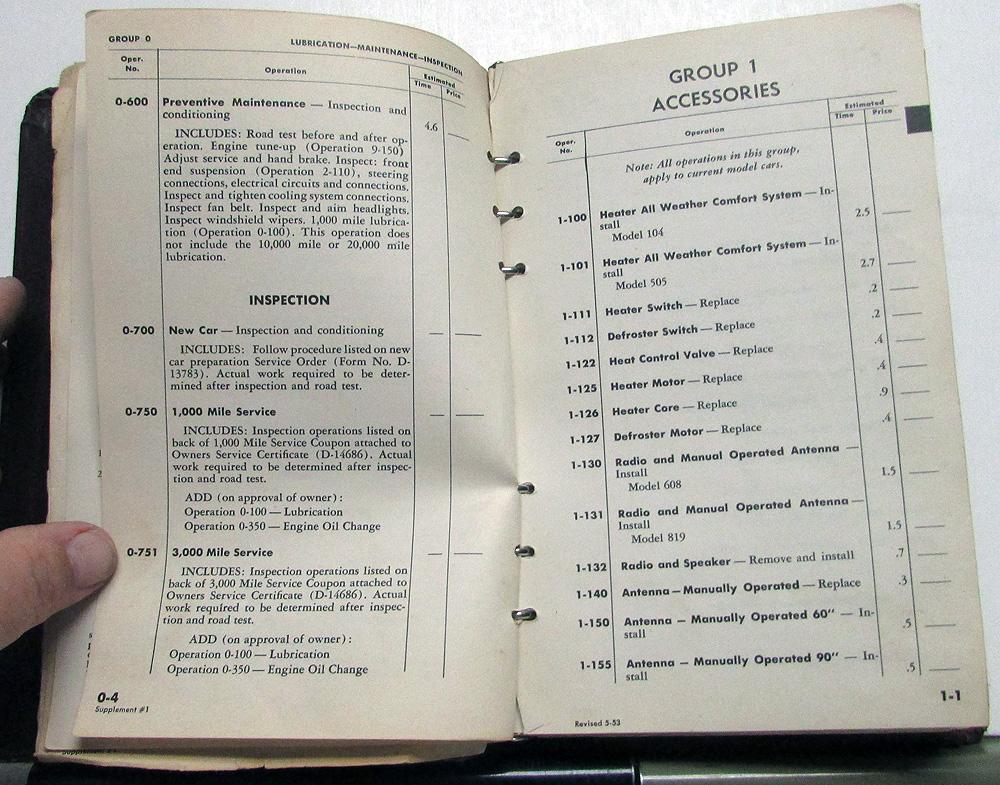 GROUP 0
LUBRICATION—MAINTENANCE—INSPECTION
Oper. No.
Operation
Estimated
Time Price
0-600 Preventive Maintenance — Inspection and
conditioning
4.6
INCLUDES: Road test before and after op-
eration. Engine tune-up (Operation 9-150)
Adjust service and hand brake. Inspect: front
end suspension (Operation 2-110), steering
connections, electrical circuits and connections.
Inspect and tighten cooling system connections.
Inspect fan belt. Inspect and aim headlights.
Inspect windshield wipers. 1,000 mile lubrica-
tion (Operation 0-100). This operation does
not include the 10,000 mile or 20,000 mile
lubrication.
INSPECTION
0-700 New Car — Inspection and conditioning
INCLUDES: Follow procedure listed on new
car preparation Service Order (Form No. D-
13783). Actual work required to be deter-
mined after inspection and road test.
0-750 1,000 Mile Service
INCLUDES: Inspection operations listed on
back of 1,000 Mile Service Coupon attached to
Owners Service Certificate (D-14686). Actual
work required to be determined after inspec-
tion and road test.
ADD (on approval of owner):
Operation 0-100 — Lubrication
Operation 0-350 — Engine Oil Change
0-751 3,000 Mile Service
INCLUDES: Inspection operations listed on
back of 3,000 Mile Service Coupon attached to
Owners Service Certificate (D-14686). Actual
work required to be determined after inspec-
tion and road test.
ADD (on approval of owner):
Operation 0-100 — Lubrication
Operation 0-350 — Engine Oil Change
0-4
Supplement #1
GROUP 1
ACCESSORIES
Oper. No.
Operation
Estimated
Time Price
Note: All operations in this group,
apply to current model cars.
1-100 Heater All Weather Comfort System — In-
stall
Model 104 2.5
1-101 Heater All Weather Comfort System — In-
stall
Model 505 2.7
1-111 Heater Switch — Replace .2
1-112 Defroster Switch — Replace .2
1-122 Heat Control Valve — Replace .4
1-125 Heater Motor — Replace .4
1-126 Heater Core — Replace .9
1-127 Defroster Motor — Replace .4
1-130 Radio and Manual Operated Antenna —
Install
Model 608 1.5
1-131 Radio and Manual Operated Antenna —
Install
Model 819 1.5
1-132 Radio and Speaker — Remove and install .7
1-140 Antenna — Manually Operated — Replace .3
1-150 Antenna — Manually Operated 60" — In-
stall .5
1-155 Antenna — Manually Operated 90" — In-
stall .5
Revised 5-53
1-1